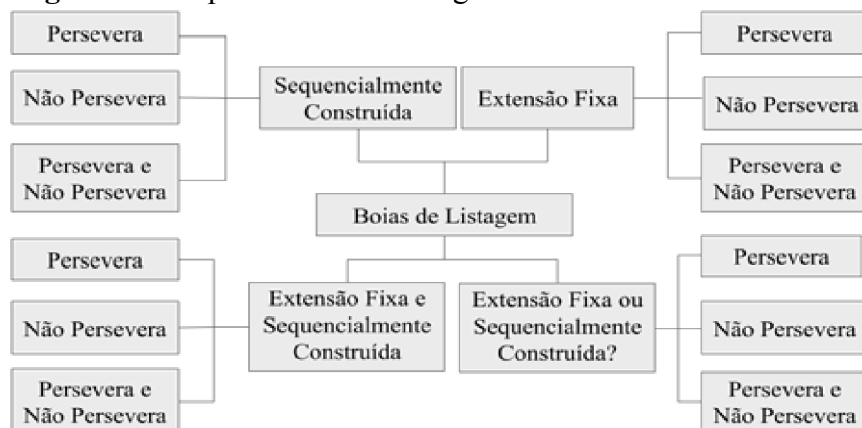 Persevera
Não Persevera
Persevera e
Não Persevera
Sequencialmente
Construída
Extensão Fixa
Persevera
Não Persevera
Persevera e
Não Persevera
Boias de Listagem
Persevera
Não Persevera
Persevera e
Não Persevera
Extensão Fixa e
Sequencialmente
Construída
Extensão Fixa ou
Sequencialmente
Construída?
Persevera
Não Persevera
Persevera e
Não Persevera